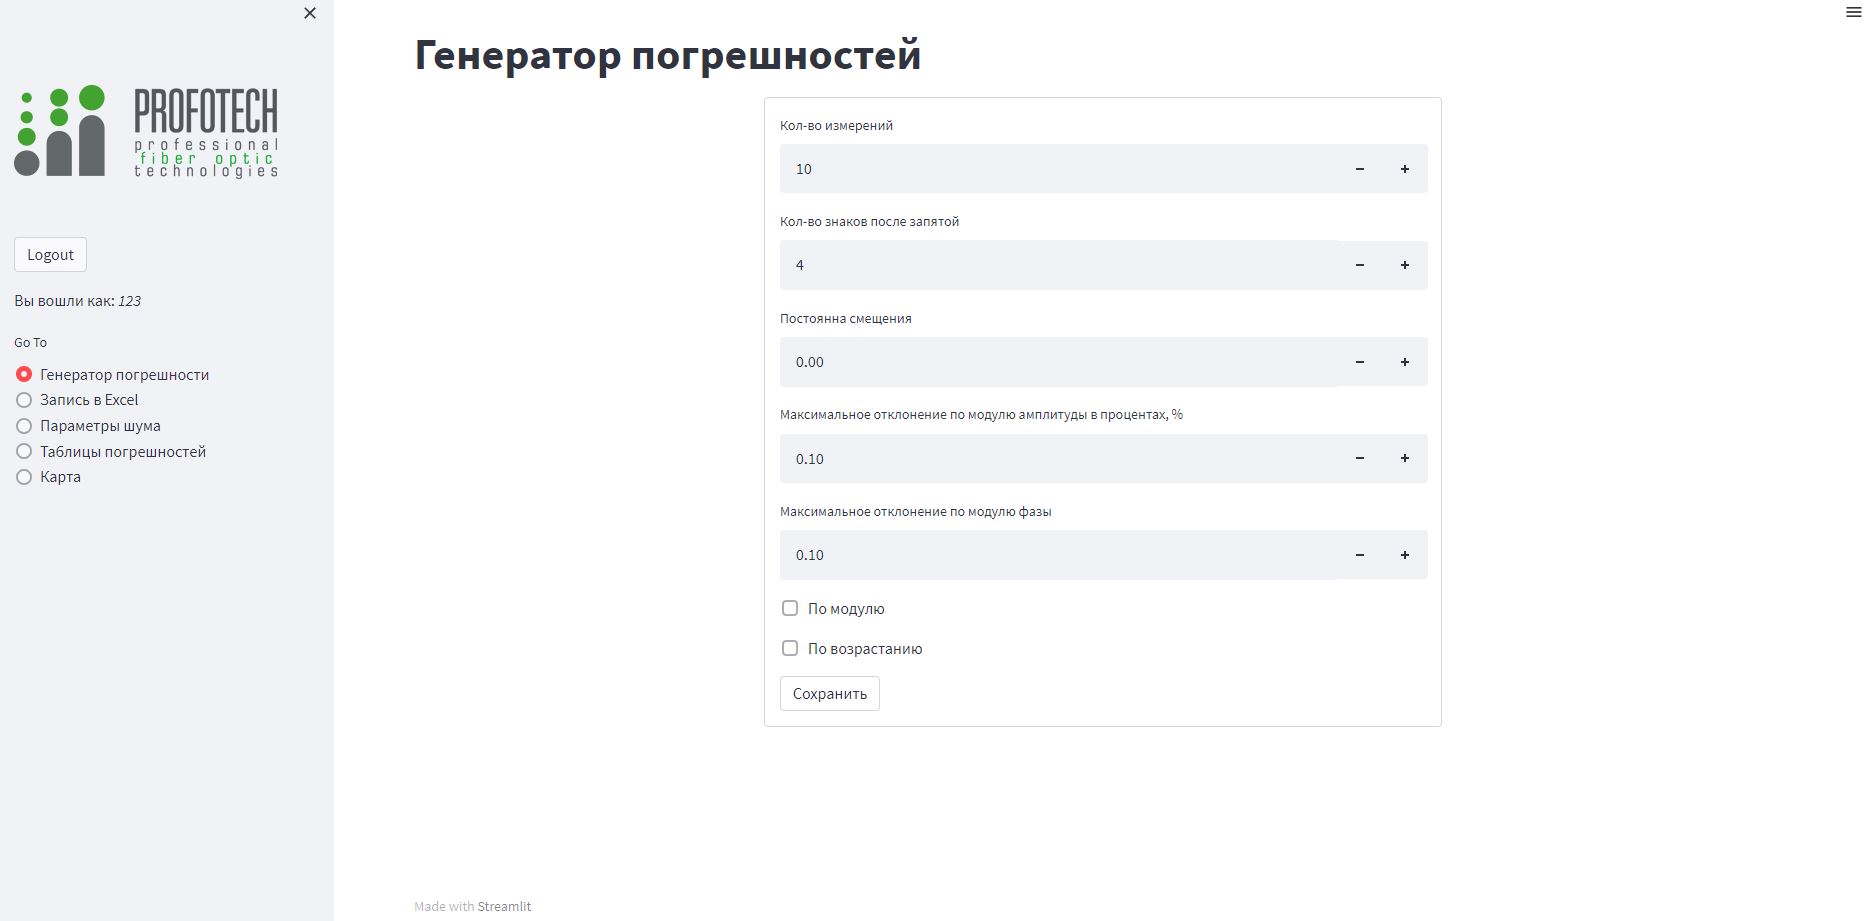 PROFOTECH
professional
fiber optic
technologies
Logout
Вы вошли как: 123
Go To
Генератор погрешности
Запись в Excel
Параметры шума
Таблицы погрешностей
Карта
Генератор погрешностей
Кол-во измерений
10
Кол-во знаков после запятой
4
Постоянна смещения
0.00
Максимальное отклонение по модулю амплитуды в процентах, %
0.10
Максимальное отклонение по модулю фазы
0.10
По модулю
По возрастанию
Сохранить
Made with Streamlit